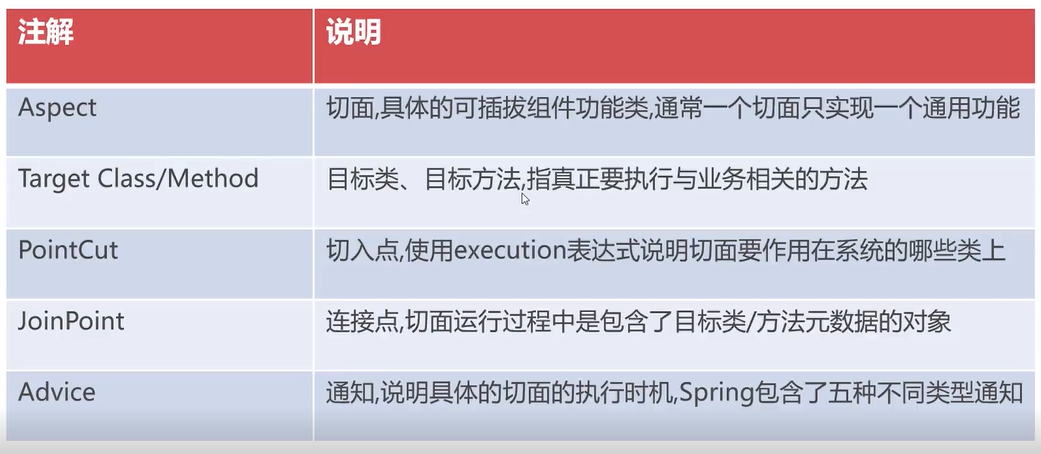 注解
说明
Aspect
切面,具体的可插拔组件功能类,通常一个切面只实现一个通用功能
Target Class/Method
目标类、目标方法,指真正要执行与业务相关的方法
PointCut
切入点,使用execution表达式说明切面要作用在系统的哪些类上
JoinPoint
连接点,切面运行过程中是包含了目标类/方法元数据的对象
Advice
通知,说明具体的切面的执行时机,Spring包含了五种不同类型通知